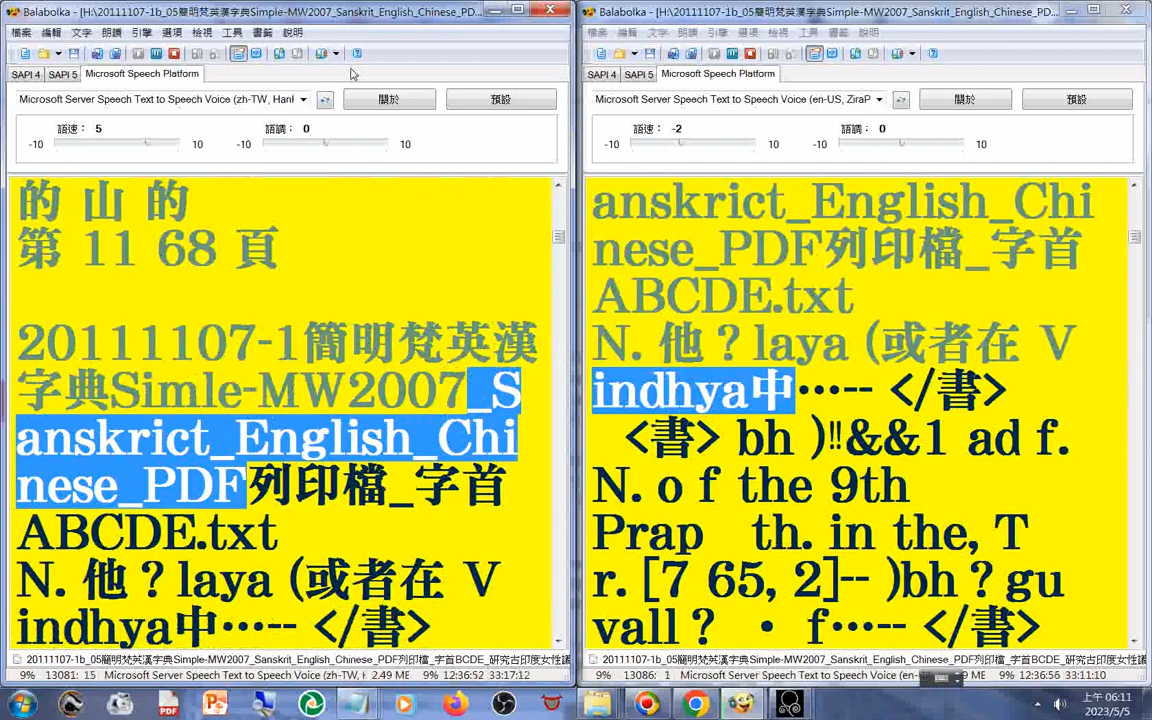 Balabolka - [H:\20111107-1b_05簡明梵英漢字典Simple-MW2007_Sanskrit_English_Chinese_PD...
檔案 編輯 文字 朗讀 引擎 選項 檢視 工具 書籤 說明
SAPI 4 SAPI 5 Microsoft Speech Platform
Microsoft Server Speech Text to Speech Voice (zh-TW, Hanl
關於 預設
語速： 5 語調： 0
-10 10 -10 10
的 山 的
第 11 68 頁
20111107-1簡明梵英漢
字典Simle-MW2007_S
anskrict_English_Chi
nese_PDF列印檔_字首
ABCDE.txt
N. 他？laya (或者在 V
indhya中…-- </書>
20111107-1b_05簡明梵英漢字典Simple-MW2007_Sanskrit_English_Chinese_PDF列印檔_字首BCDE_研究古印度女性議
9% 13081: 15 Microsoft Server Speech Text to Speech Voice (zh-TW, H 2.49 ME 9% 12:36:52 33:17:12
Balabolka - [H:\20111107-1b_05簡明梵英漢字典Simple-MW2007_Sanskrit_English_Chinese_PD...
檔案 編輯 文字 朗讀 引擎 選項 檢視 工具 書籤 說明
SAPI 4 SAPI 5 Microsoft Speech Platform
Microsoft Server Speech Text to Speech Voice (en-US, ZiraP
關於 預設
語速： -2 語調： 0
-10 10 -10 10
anskrict_English_Chi
nese_PDF列印檔_字首
ABCDE.txt
N. 他？laya (或者在 V
indhya中…-- </書>
<書> bh )!!&&1 ad f.
N. o f the 9th
Prap th. in the, T
r. [7 65, 2]-- )bh？gu
vall？ • f…-- </書>
20111107-1b_05簡明梵英漢字典Simple-MW2007_Sanskrit_English_Chinese_PDF列印檔_字首BCDE_研究古印度女性議
9% 13086: 1 Microsoft Server Speech Text to Speech Voice (en-U ME 9% 12:36:56 33:11:10
上午 06:11
2023/5/5